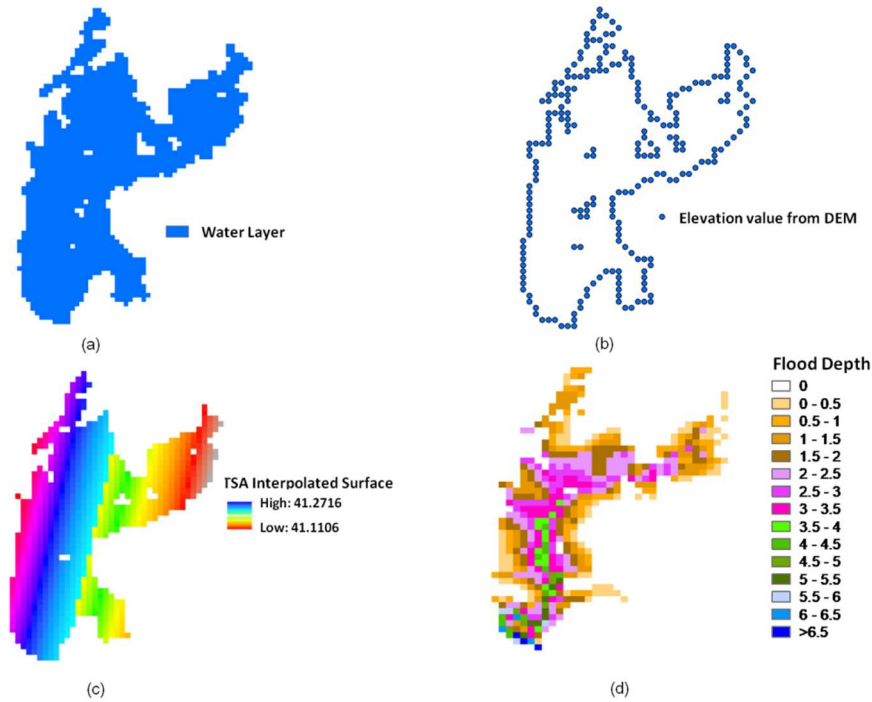 Water Layer
(a)
Elevation value from DEM
(b)
TSA Interpolated Surface
High: 41.2716
Low: 41.1106
(c)
Flood Depth
0
0 - 0.5
0.5 - 1
1 - 1.5
1.5 - 2
2 - 2.5
2.5 - 3
3 - 3.5
3.5 - 4
4 - 4.5
4.5 - 5
5 - 5.5
5.5 - 6
6 - 6.5
>6.5
(d)